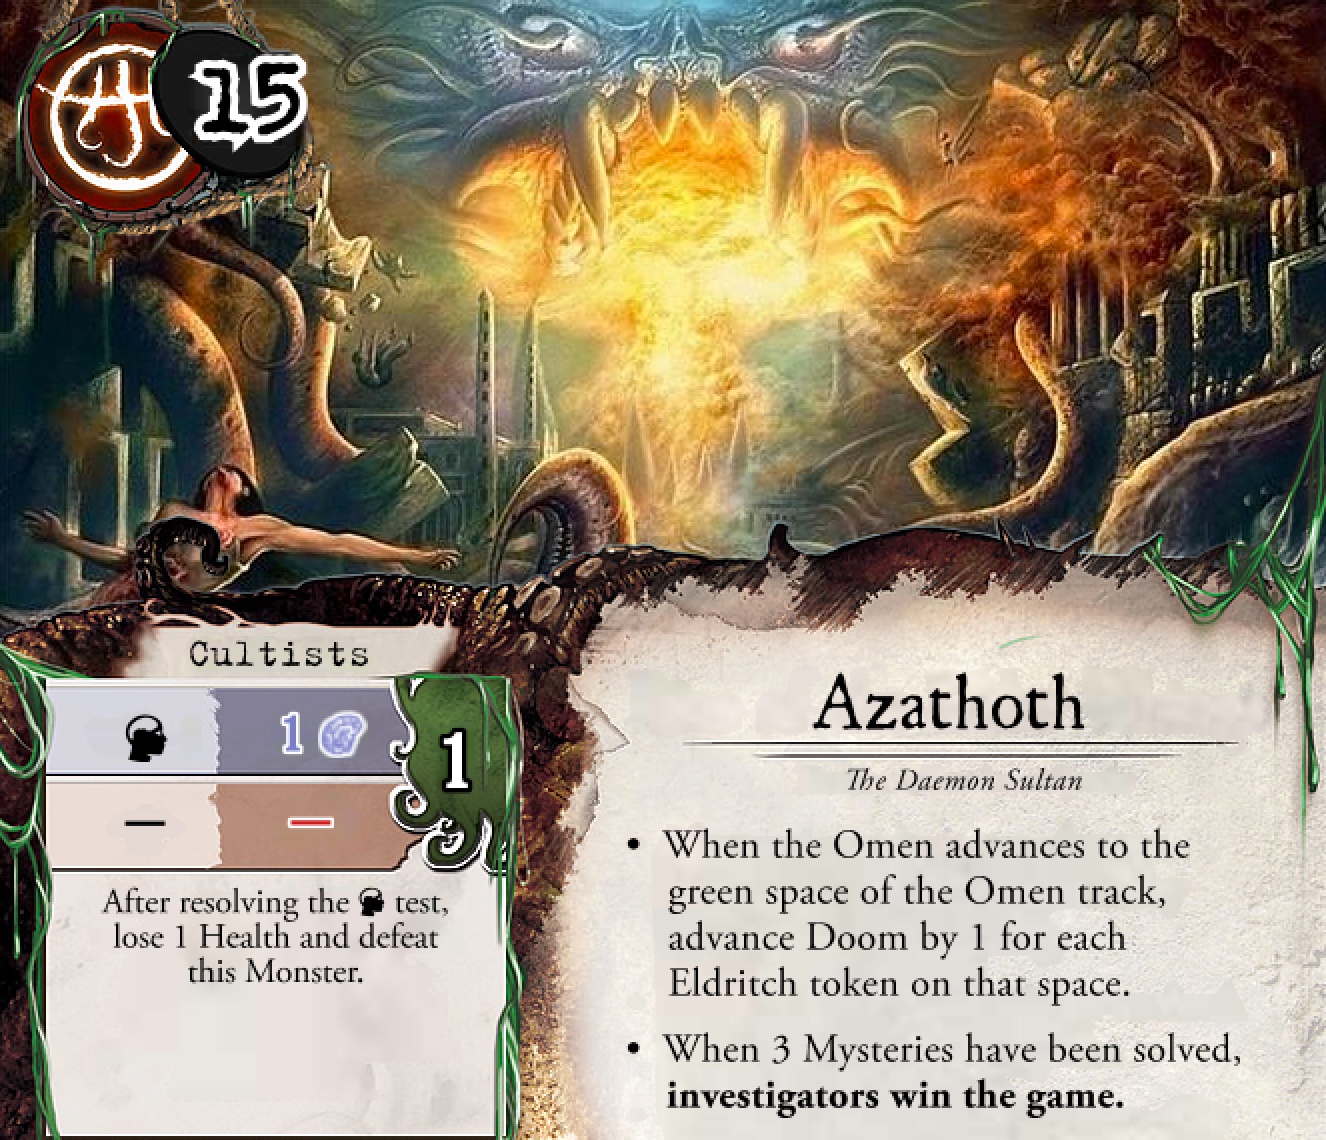 15
Cultists
1
1
— —
After resolving the test,
lose 1 Health and defeat
this Monster.
Azathoth
The Daemon Sultan
• When the Omen advances to the
green space of the Omen track,
advance Doom by 1 for each
Eldritch token on that space.
• When 3 Mysteries have been solved,
investigators win the game.